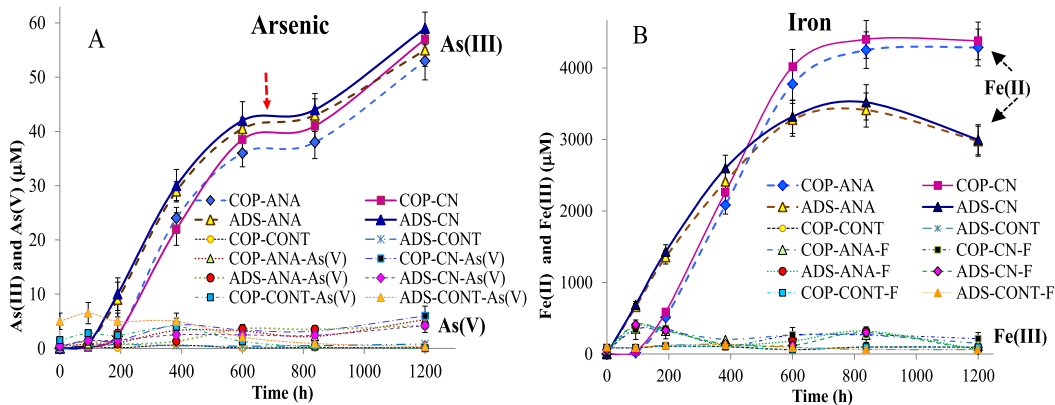 A
Arsenic
As(III)
As(III) and As(V) (µM)
60
50
40
30
20
10
0
COP-ANA
COP-CN
ADS-ANA
ADS-CN
COP-CONT
ADS-CONT
COP-ANA-As(V)
COP-CN-As(V)
ADS-ANA-As(V)
ADS-CN-As(V)
COP-CONT-As(V)
ADS-CONT-As(V)
As(V)
0 200 400 600 800 1000 1200
Time (h)
B
Iron
Fe(II)
Fe(II) and Fe(III) (µM)
4000
3000
2000
1000
0
COP-ANA
COP-CN
ADS-ANA
ADS-CN
COP-CONT
ADS-CONT
COP-ANA-F
COP-CN-F
ADS-ANA-F
ADS-CN-F
COP-CONT-F
ADS-CONT-F
Fe(III)
0 200 400 600 800 1000 1200
Time (h)